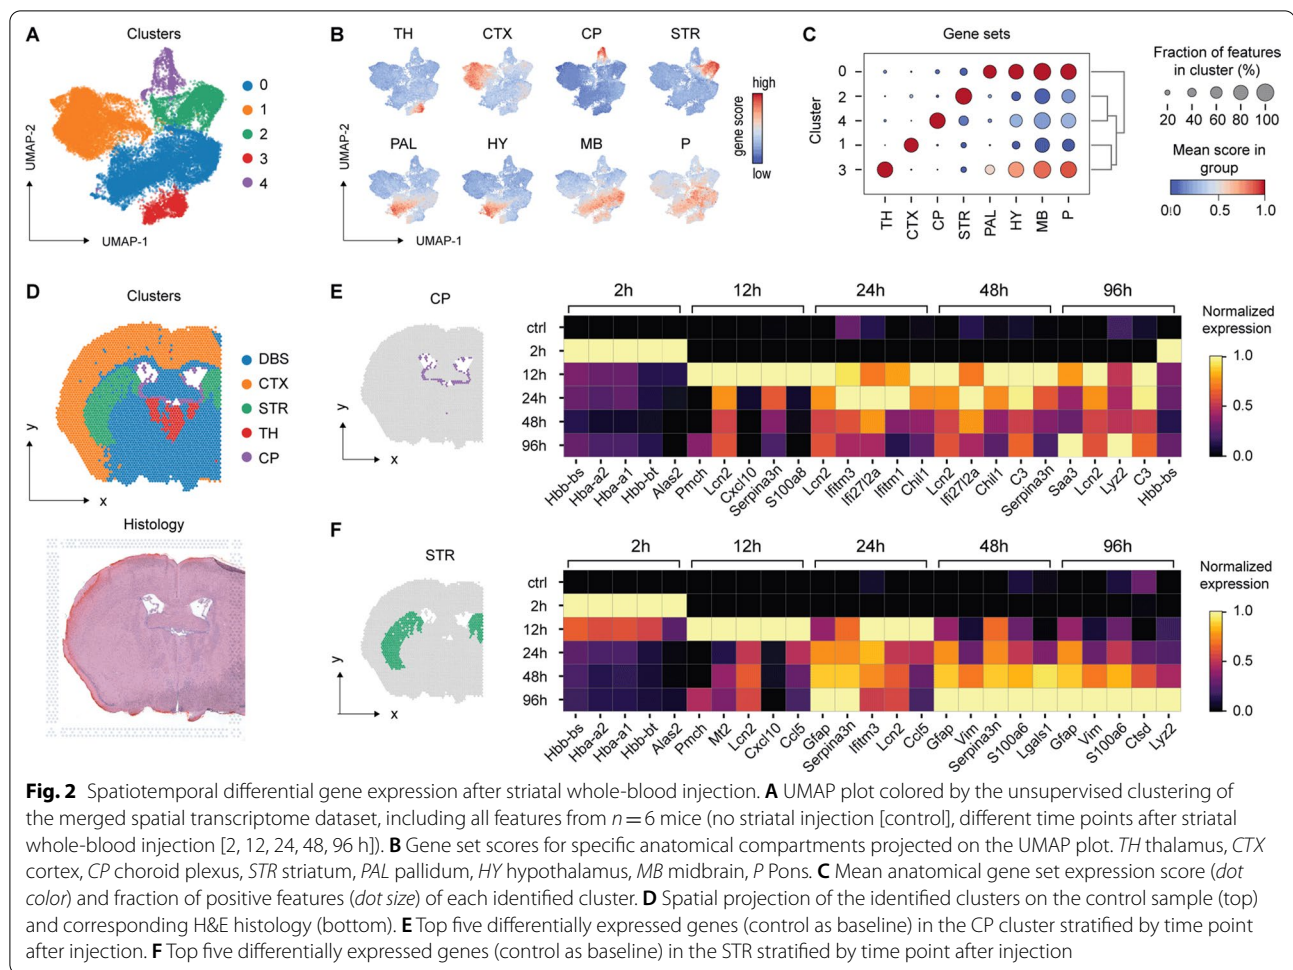 A
Clusters
0
1
2
3
4
UMAP-2
UMAP-1
B
TH
CTX
CP
STR
PAL
HY
MB
P
high
gene score
low
UMAP-2
UMAP-1
C
Gene sets
Cluster
0
2
4
1
3
TH
CTX
CP
STR
PAL
HY
MB
P
Fraction of features
in cluster (%)
20 40 60 80 100
Mean score in
group
0.0 0.5 1.0
D
Clusters
DBS
CTX
STR
TH
CP
y
x
Histology
E
CP
y
x
2h 12h 24h 48h 96h
ctrl
2h
12h
24h
48h
96h
Hbb-bs Hba-a2 Hba-a1 Hbb-bt Alas2 Pmch Lcn2 Cxcl10 Serpina3n S100a8 Lcn2 Ifitm3 Ifi27l2a Ifitm1 Chil1 Lcn2 Ifi27l2a Chil1 C3 Serpina3n Saa3 Lcn2 Lyz2 C3 Hbb-bs
Normalized
expression
1.0
0.5
0.0
F
STR
y
x
2h 12h 24h 48h 96h
ctrl
2h
12h
24h
48h
96h
Hbb-bs Hba-a2 Hba-a1 Hbb-bt Alas2 Pmch Mt2 Lcn2 Cxcl10 Ccl5 Gfap Serpina3n Ifitm3 Lcn2 Ccl5 Gfap Vim Serpina3n S100a6 Lgals1 Gfap Vim S100a6 Ctsd Lyz2
Normalized
expression
1.0
0.5
0.0
Fig. 2 Spatiotemporal differential gene expression after striatal whole-blood injection. A UMAP plot colored by the unsupervised clustering of
the merged spatial transcriptome dataset, including all features from n = 6 mice (no striatal injection [control], different time points after striatal
whole-blood injection [2, 12, 24, 48, 96 h]). B Gene set scores for specific anatomical compartments projected on the UMAP plot. TH thalamus, CTX
cortex, CP choroid plexus, STR striatum, PAL pallidum, HY hypothalamus, MB midbrain, P Pons. C Mean anatomical gene set expression score (dot
color) and fraction of positive features (dot size) of each identified cluster. D Spatial projection of the identified clusters on the control sample (top)
and corresponding H&E histology (bottom). E Top five differentially expressed genes (control as baseline) in the CP cluster stratified by time point
after injection. F Top five differentially expressed genes (control as baseline) in the STR stratified by time point after injection